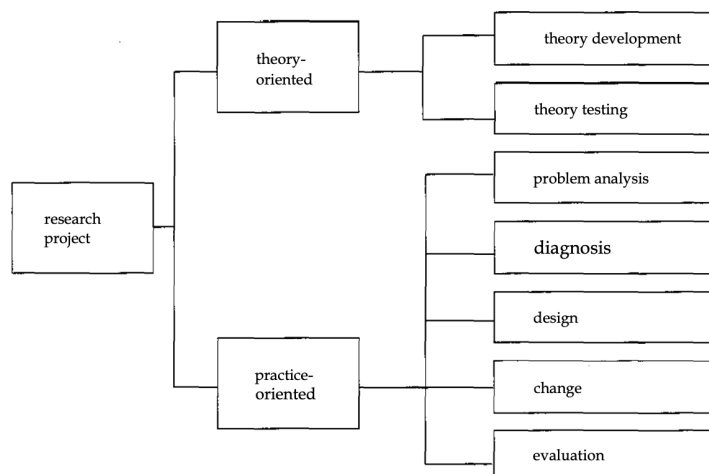 theory-
oriented
theory development
theory testing
research
project
problem analysis
diagnosis
design
practice-
oriented
change
evaluation